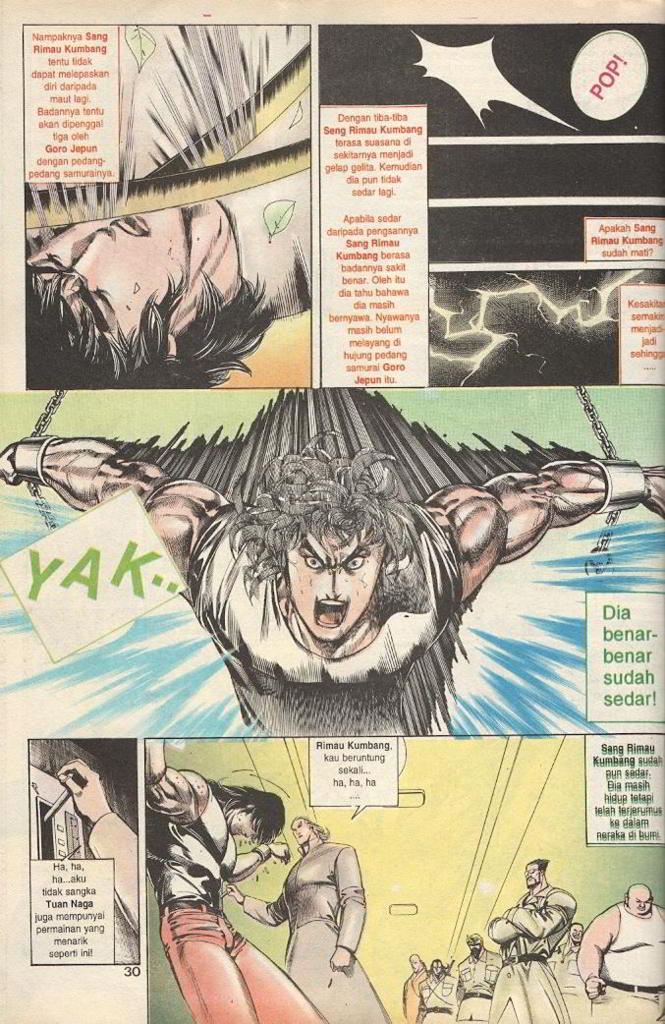 Nampaknya Sang
Rimau Kumbang
tentu tidak
dapat melepaskan
diri daripada
maut lagi.
Badannya tentu
akan dipenggal
tiga oleh
Goro Jepun
dengan pedang-
pedang samurainya.
Dengan tiba-tiba
Seng Rimau Kumbang
terasa suasana di
sekitarnya menjadi
gelap gelita. Kemudian
dia pun tidak
sedar lagi.
Apabila sedar
daripada pengsannya
Sang Rimau
Kumbang berasa
badannya sakit
benar. Oleh itu
dia tahu bahawa
dia masih
bernyawa. Nyawanya
masih belum
melayang di
hujung pedang
samurai Goro
Jepun itu.
POP!
Apakah Sang
Rimau Kumbang
sudah mati?
Kesakita
semakin
menjad
jadi
sehingg
.....
YAK..
Dia
benar-
benar
sudah
sedar!
Ha, ha,
ha...aku
tidak sangka
Tuan Naga
juga mempunyai
permainan yang
menarik
seperti ini!
30
Rimau Kumbang,
kau beruntung
sekali...
ha, ha, ha
....
Sang Rimau
Kumbang sudah
pun sedar.
Dia masih
hidup tetapi
telah terjerumus
ke dalam
neraka di bumi.